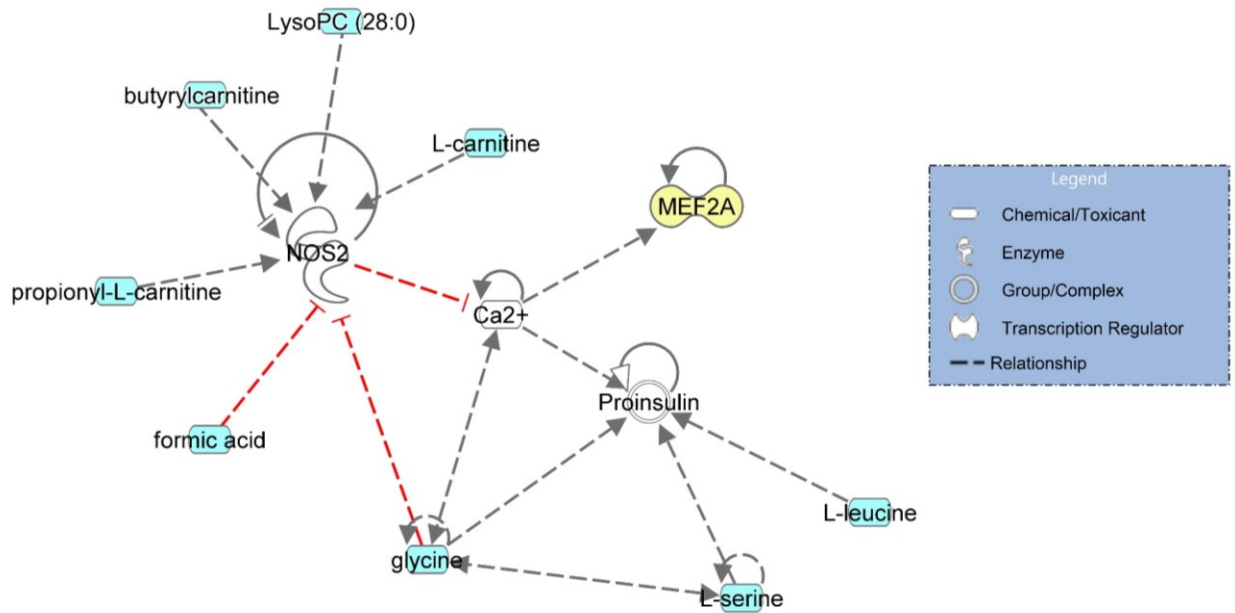 LysoPC (28:0)
butyrylcarnitine
L-carnitine
MEF2A
NOS2
propionyl-L-carnitine
Ca2+
Proinsulin
formic acid
L-leucine
glycine
L-serine
Legend
Chemical/Toxicant
Enzyme
Group/Complex
Transcription Regulator
Relationship